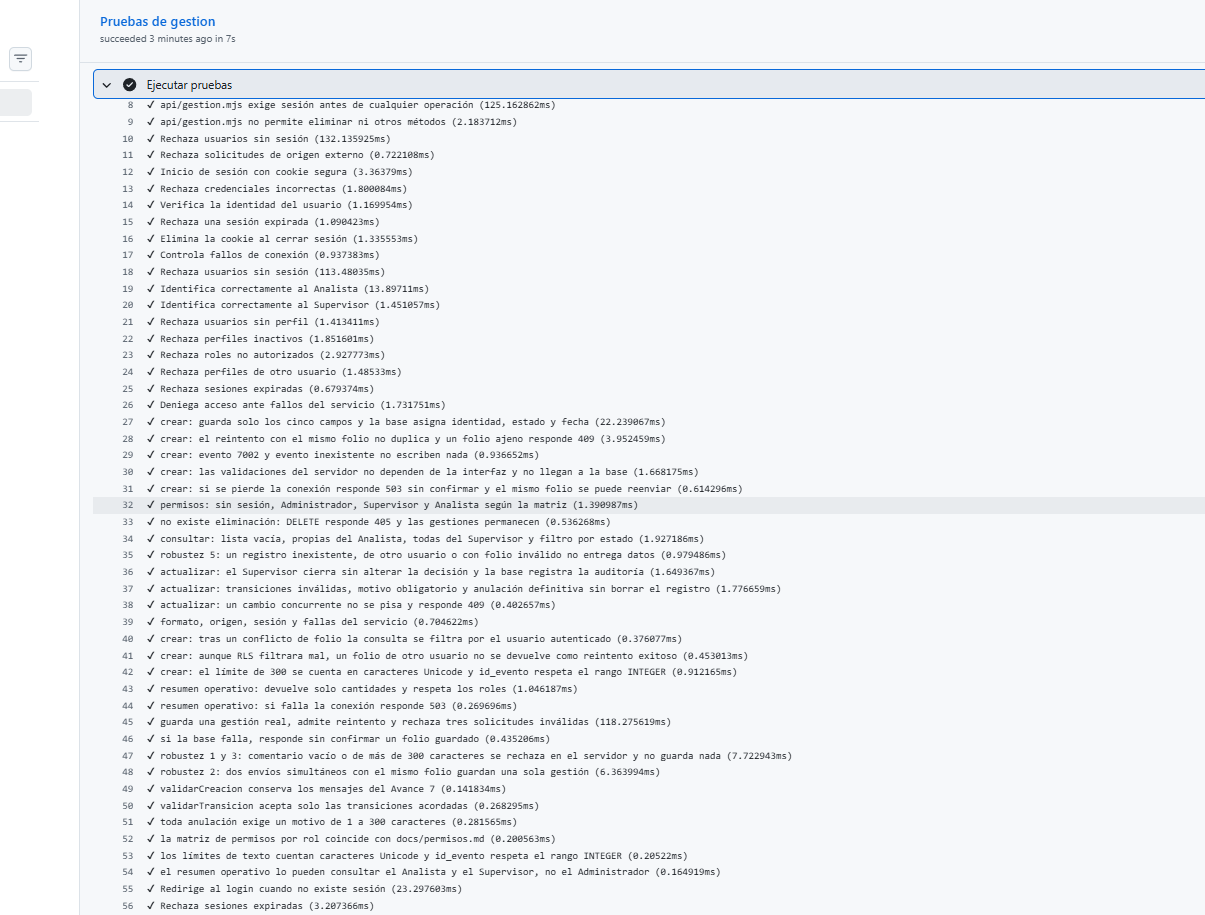 Pruebas de gestion
succeeded 3 minutes ago in 7s
Ejecutar pruebas
8 ✓ api/gestion.mjs exige sesión antes de cualquier operación (125.162862ms)
9 ✓ api/gestion.mjs no permite eliminar ni otros métodos (2.183712ms)
10 ✓ Rechaza usuarios sin sesión (132.135925ms)
11 ✓ Rechaza solicitudes de origen externo (0.722108ms)
12 ✓ Inicio de sesión con cookie segura (3.36379ms)
13 ✓ Rechaza credenciales incorrectas (1.800084ms)
14 ✓ Verifica la identidad del usuario (1.169954ms)
15 ✓ Rechaza una sesión expirada (1.090423ms)
16 ✓ Elimina la cookie al cerrar sesión (1.335553ms)
17 ✓ Controla fallos de conexión (0.937383ms)
18 ✓ Rechaza usuarios sin sesión (113.48035ms)
19 ✓ Identifica correctamente al Analista (13.89711ms)
20 ✓ Identifica correctamente al Supervisor (1.451057ms)
21 ✓ Rechaza usuarios sin perfil (1.413411ms)
22 ✓ Rechaza perfiles inactivos (1.851601ms)
23 ✓ Rechaza roles no autorizados (2.927773ms)
24 ✓ Rechaza perfiles de otro usuario (1.48533ms)
25 ✓ Rechaza sesiones expiradas (0.679374ms)
26 ✓ Deniega acceso ante fallos del servicio (1.731751ms)
27 ✓ crear: guarda solo los cinco campos y la base asigna identidad, estado y fecha (22.239067ms)
28 ✓ crear: el reintento con el mismo folio no duplica y un folio ajeno responde 409 (3.952459ms)
29 ✓ crear: evento 7002 y evento inexistente no escriben nada (0.936652ms)
30 ✓ crear: las validaciones del servidor no dependen de la interfaz y no llegan a la base (1.668175ms)
31 ✓ crear: si se pierde la conexión responde 503 sin confirmar y el mismo folio se puede reenviar (0.614296ms)
32 ✓ permisos: sin sesión, Administrador, Supervisor y Analista según la matriz (1.390987ms)
33 ✓ no existe eliminación: DELETE responde 405 y las gestiones permanecen (0.536268ms)
34 ✓ consultar: lista vacía, propias del Analista, todas del Supervisor y filtro por estado (1.927186ms)
35 ✓ robustez 5: un registro inexistente, de otro usuario o con folio inválido no entrega datos (0.979486ms)
36 ✓ actualizar: el Supervisor cierra sin alterar la decisión y la base registra la auditoría (1.649367ms)
37 ✓ actualizar: transiciones inválidas, motivo obligatorio y anulación definitiva sin borrar el registro (1.776659ms)
38 ✓ actualizar: un cambio concurrente no se pisa y responde 409 (0.402657ms)
39 ✓ formato, origen, sesión y fallas del servicio (0.704622ms)
40 ✓ crear: tras un conflicto de folio la consulta se filtra por el usuario autenticado (0.376077ms)
41 ✓ crear: aunque RLS filtrara mal, un folio de otro usuario no se devuelve como reintento exitoso (0.453013ms)
42 ✓ crear: el límite de 300 se cuenta en caracteres Unicode y id_evento respeta el rango INTEGER (0.912165ms)
43 ✓ resumen operativo: devuelve solo cantidades y respeta los roles (1.046187ms)
44 ✓ resumen operativo: si falla la conexión responde 503 (0.269696ms)
45 ✓ guarda una gestión real, admite reintento y rechaza tres solicitudes inválidas (118.275619ms)
46 ✓ si la base falla, responde sin confirmar un folio guardado (0.435206ms)
47 ✓ robustez 1 y 3: comentario vacío o de más de 300 caracteres se rechaza en el servidor y no guarda nada (7.722943ms)
48 ✓ robustez 2: dos envíos simultáneos con el mismo folio guardan una sola gestión (6.363994ms)
49 ✓ validarCreacion conserva los mensajes del Avance 7 (0.141834ms)
50 ✓ validarTransicion acepta solo las transiciones acordadas (0.268295ms)
51 ✓ toda anulación exige un motivo de 1 a 300 caracteres (0.281565ms)
52 ✓ la matriz de permisos por rol coincide con docs/permisos.md (0.200563ms)
53 ✓ los límites de texto cuentan caracteres Unicode y id_evento respeta el rango INTEGER (0.20522ms)
54 ✓ el resumen operativo lo pueden consultar el Analista y el Supervisor, no el Administrador (0.164919ms)
55 ✓ Redirige al login cuando no existe sesión (23.297603ms)
56 ✓ Rechaza sesiones expiradas (3.207366ms)